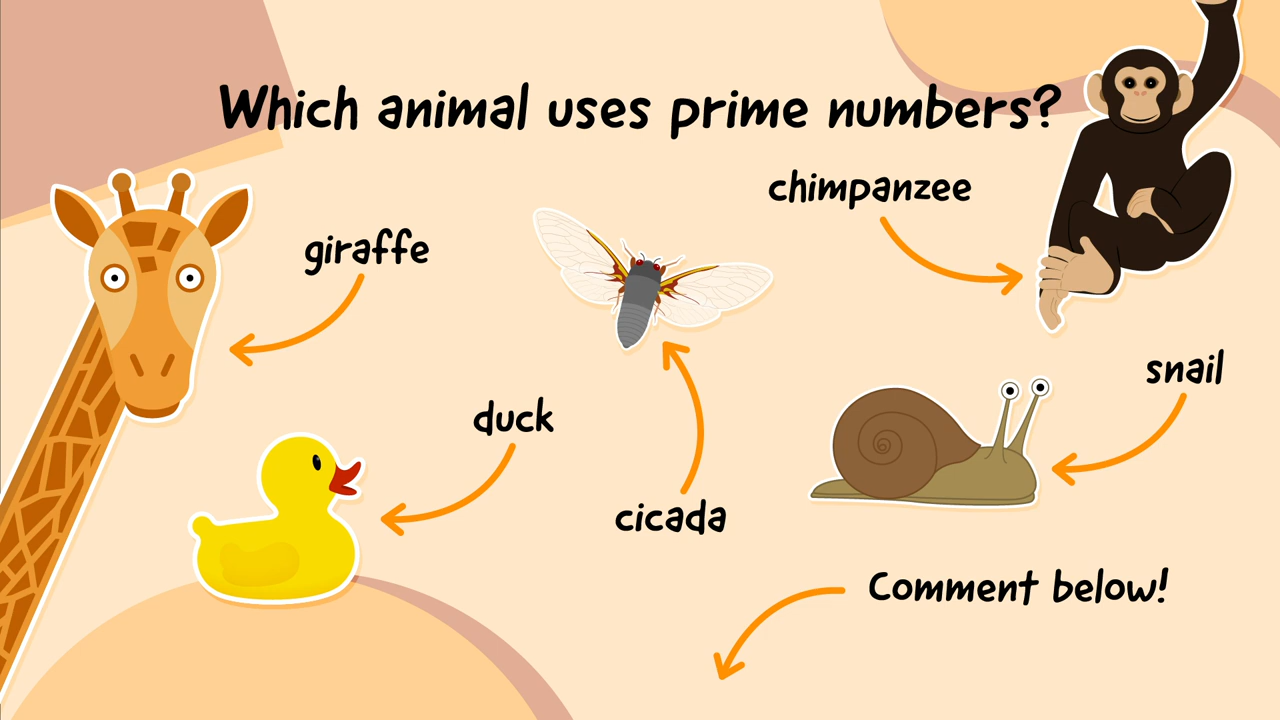 Which animal uses prime numbers?
chimpanzee
giraffe
snail
duck
cicada
Comment below!